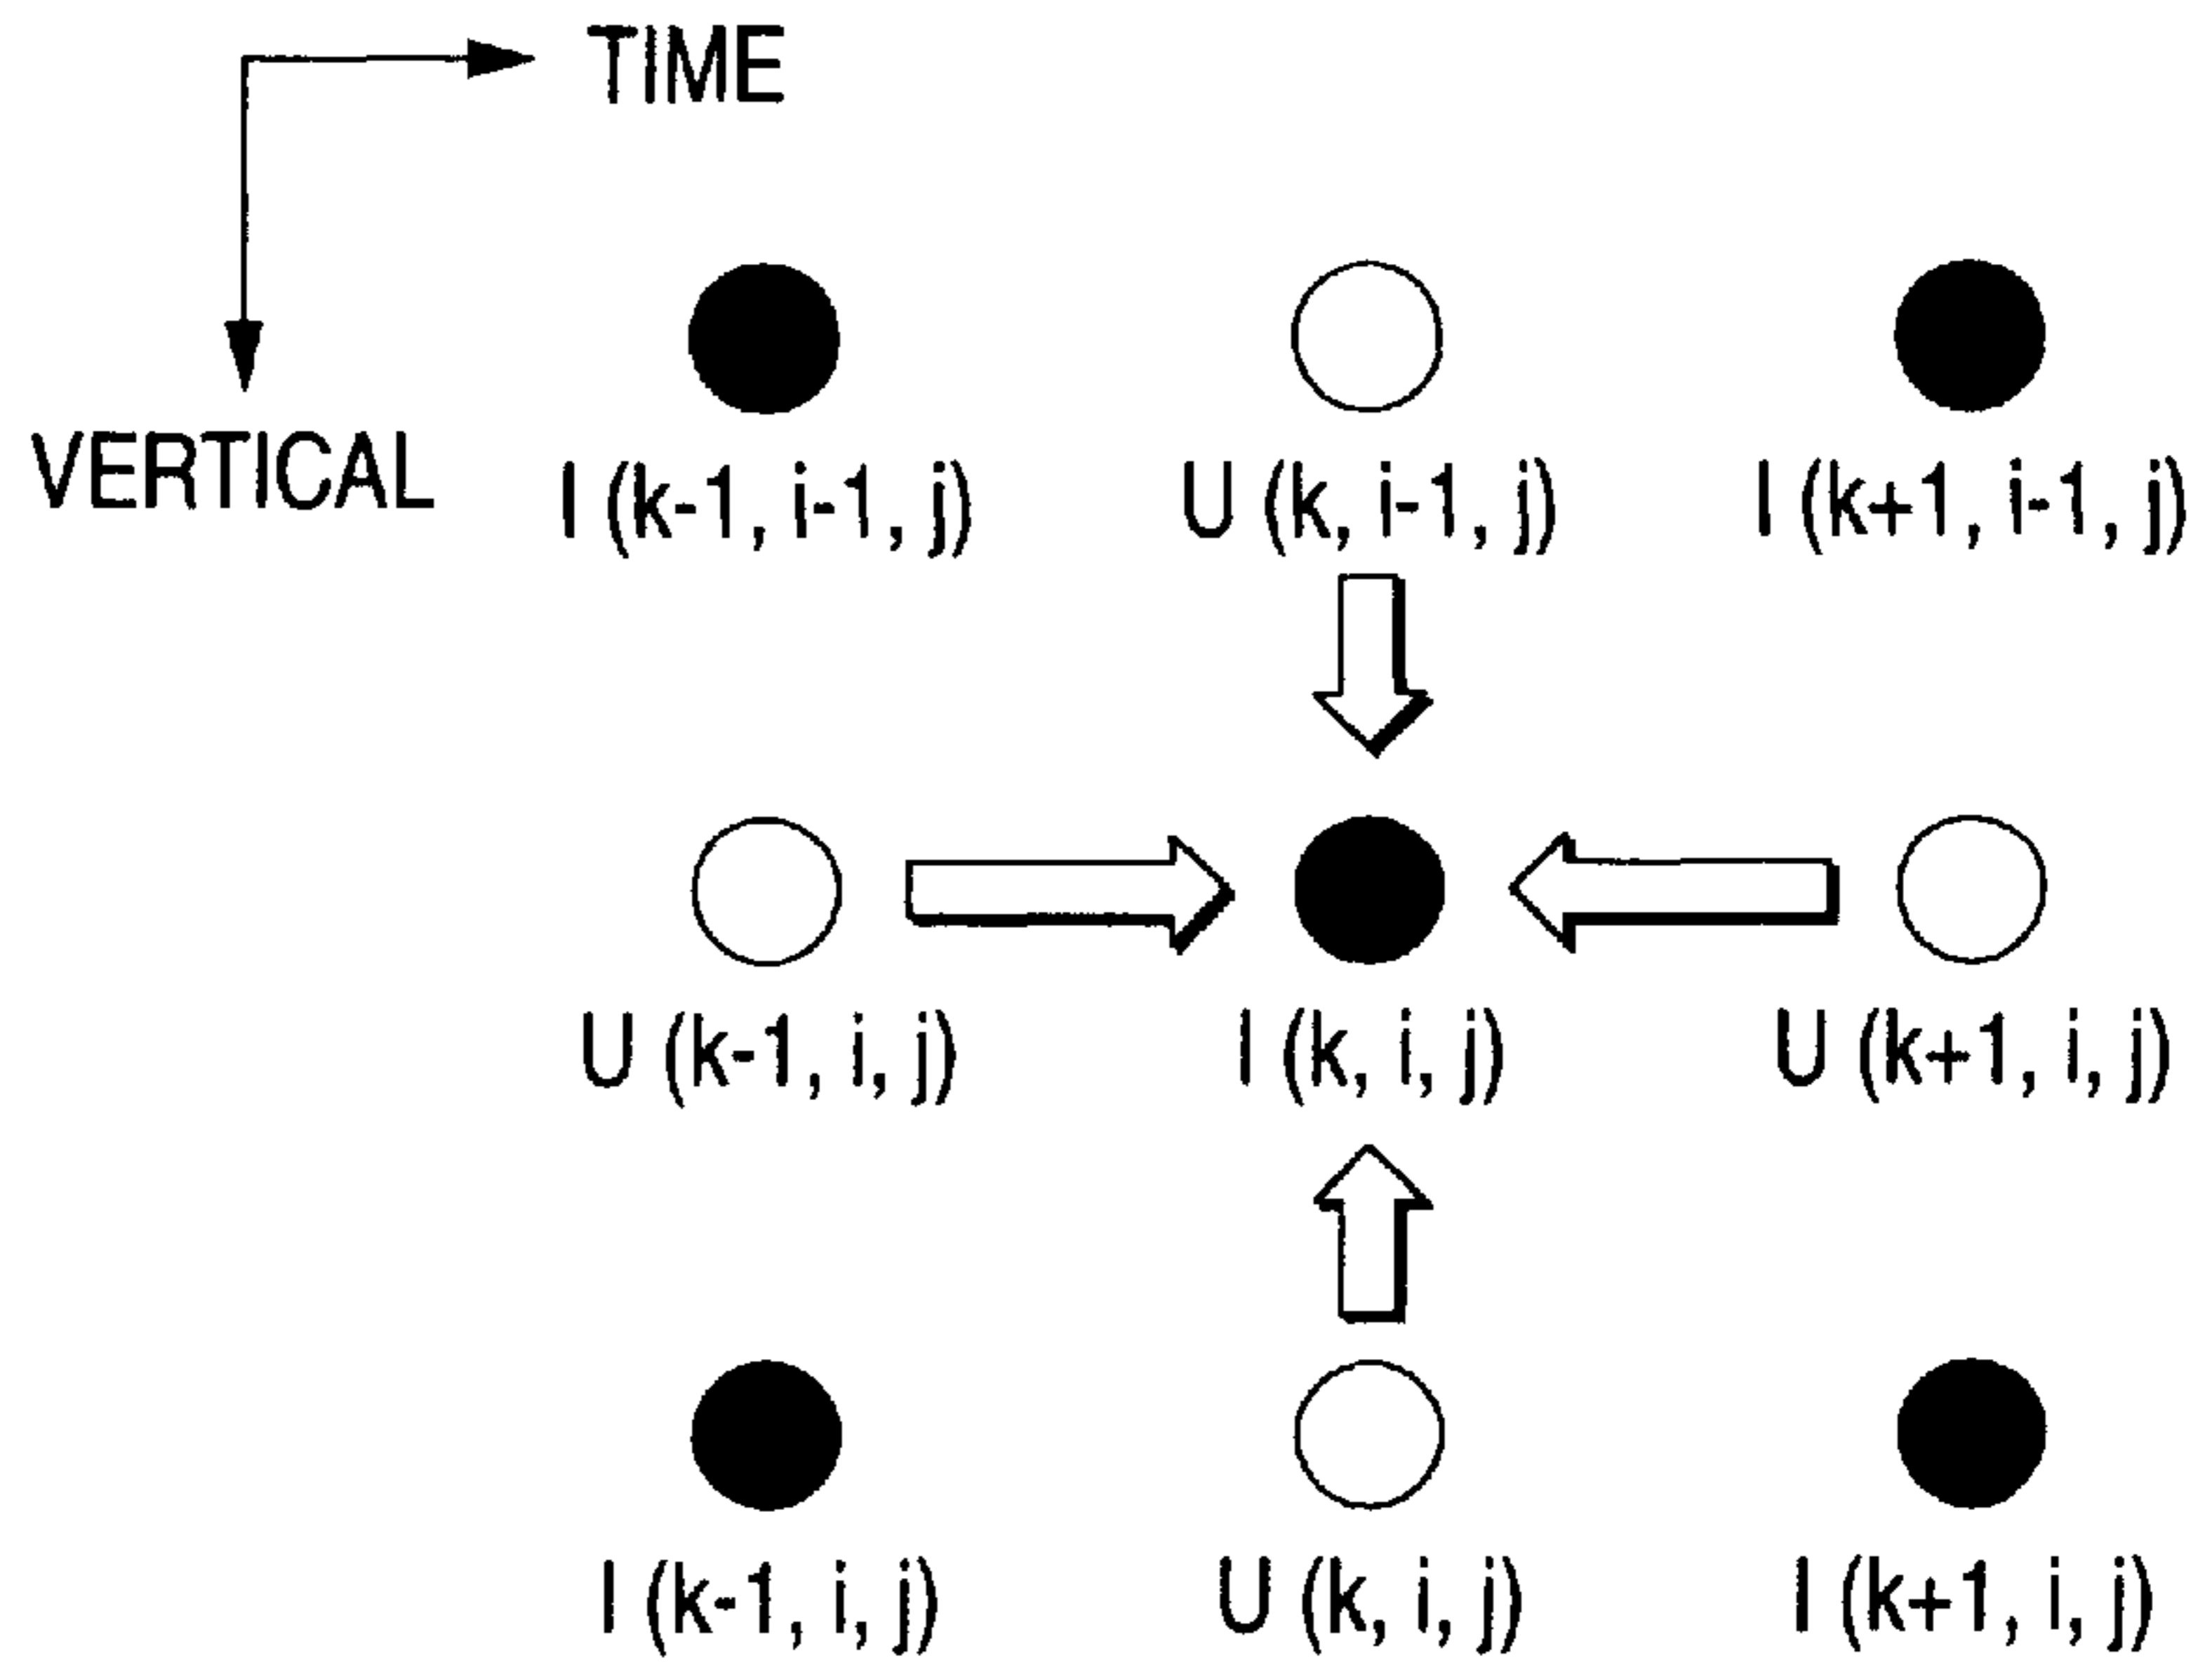 TIME
VERTICAL
I (k-1, i-1, j)
U (k, i-1, j)
I (k+1, i-1, j)
U (k-1, i, j)
I (k, i, j)
U (k+1, i, j)
I (k-1, i, j)
U (k, i, j)
I (k+1, i, j)